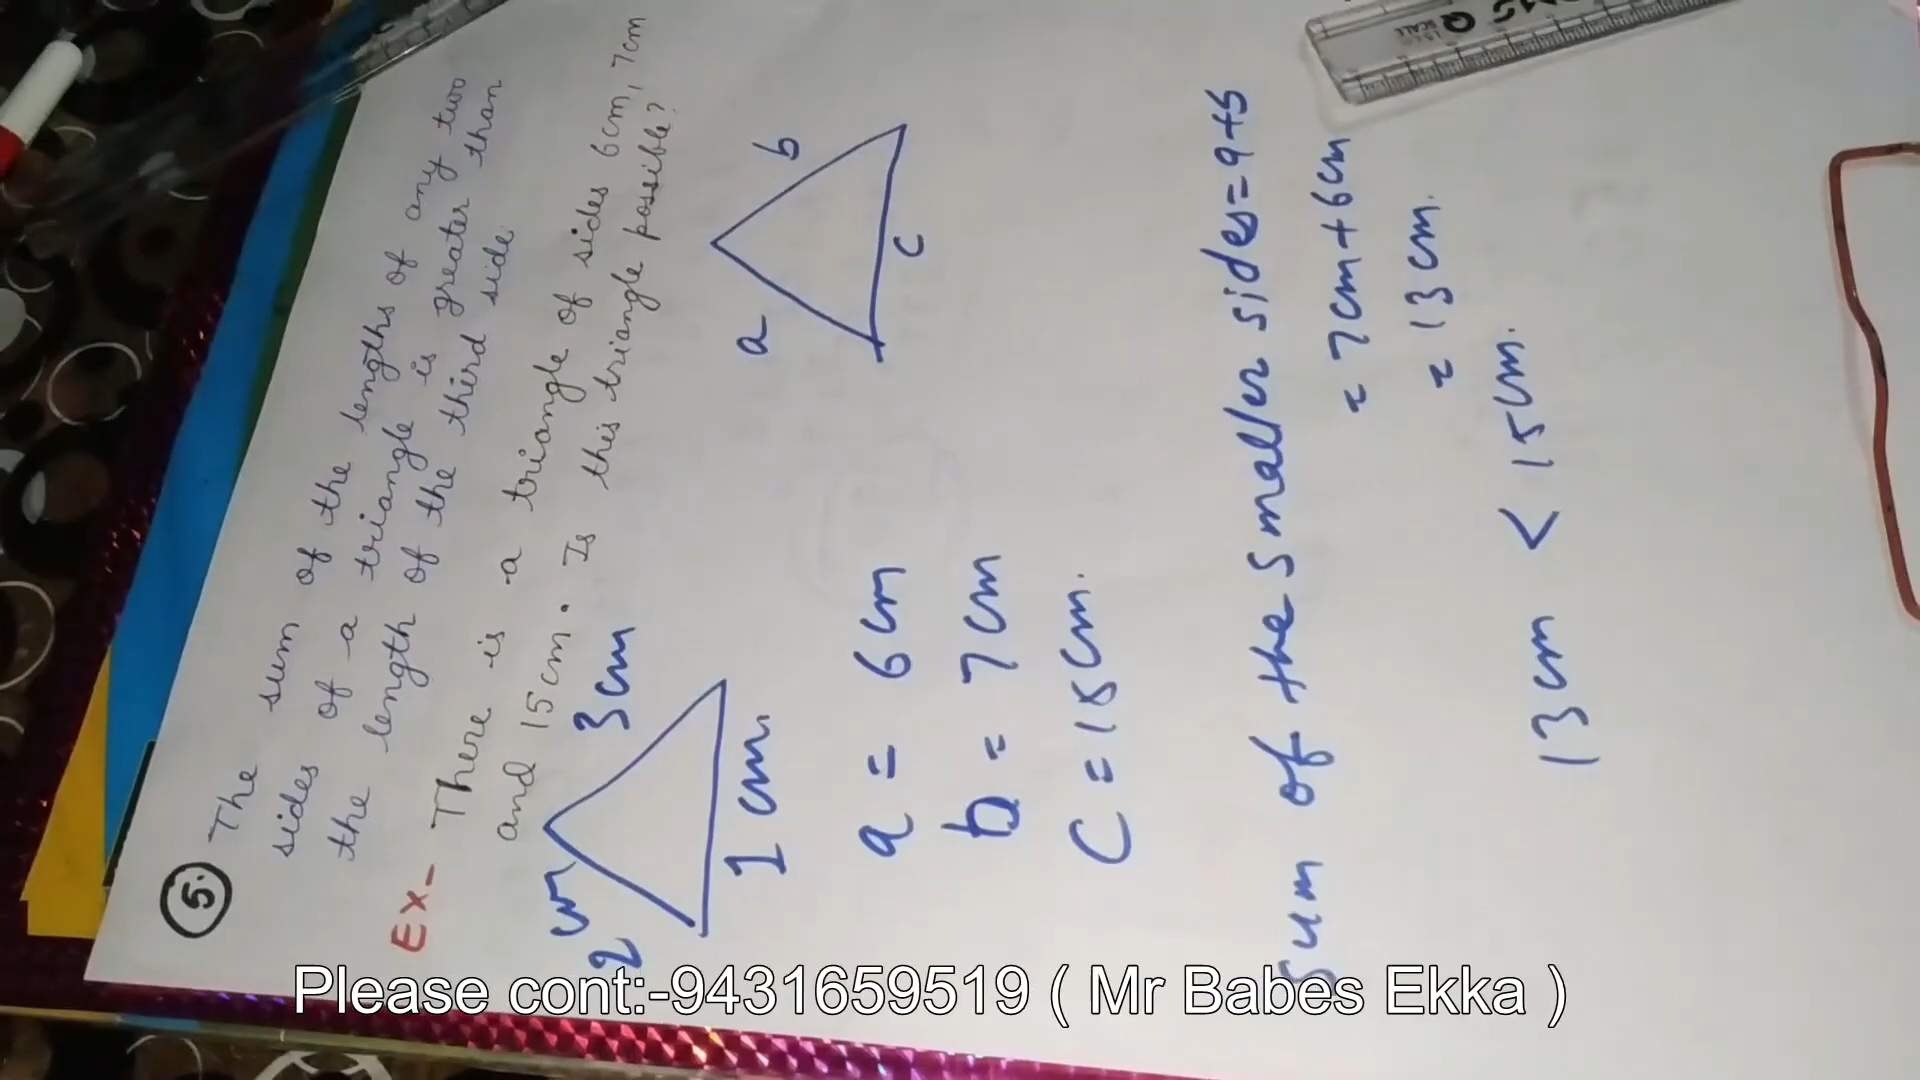 5.
The sum of the lengths of any two
sides of a triangle is greater than
the length of the third side.
Ex- There is a triangle of sides 6cm, 7cm
and 15cm. Is this triangle possible?
2cm
3cm
1cm
a
b
c
a = 6cm
b = 7cm
C = 15cm.
Sum of the smaller sides = a+b
= 7cm+6cm
= 13cm.
13cm < 15cm.
SCALE
Please cont:-9431659519 ( Mr Babes Ekka )